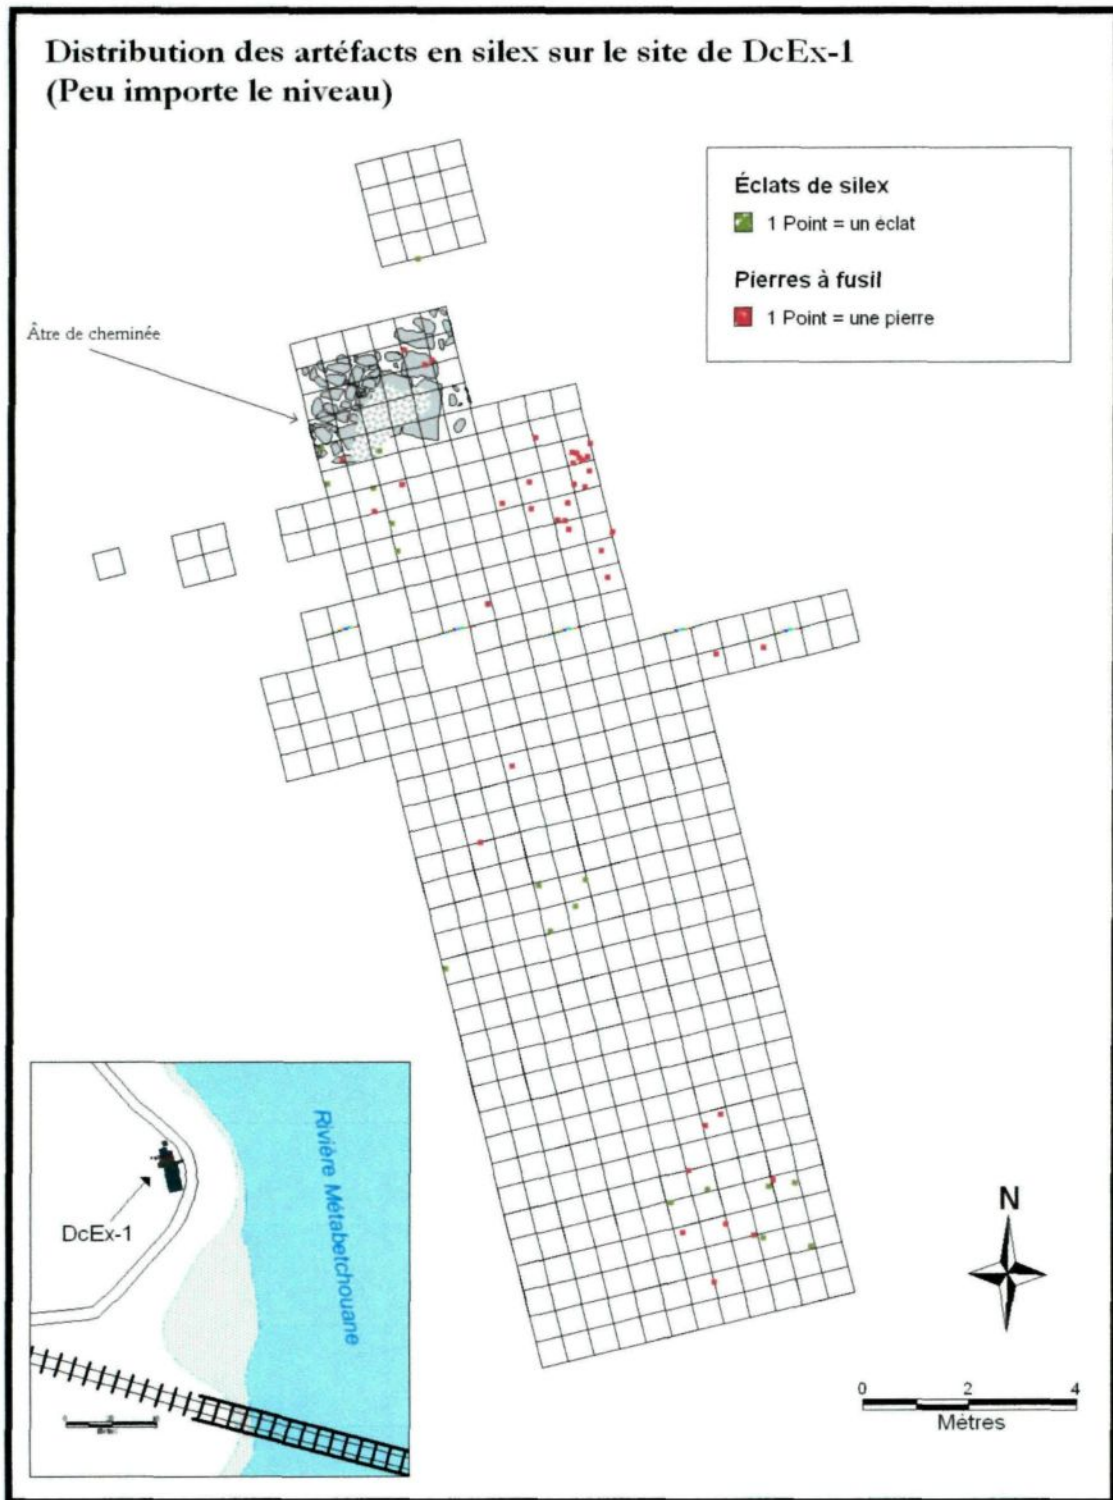 Distribution des artéfacts en silex sur le site de DcEx-1
(Peu importe le niveau)
Éclats de silex
1 Point = un éclat
Pierres à fusil
1 Point = une pierre
Âtre de cheminée
Rivière Métabetchouane
DcEx-1
N
0 2 4
Mètres